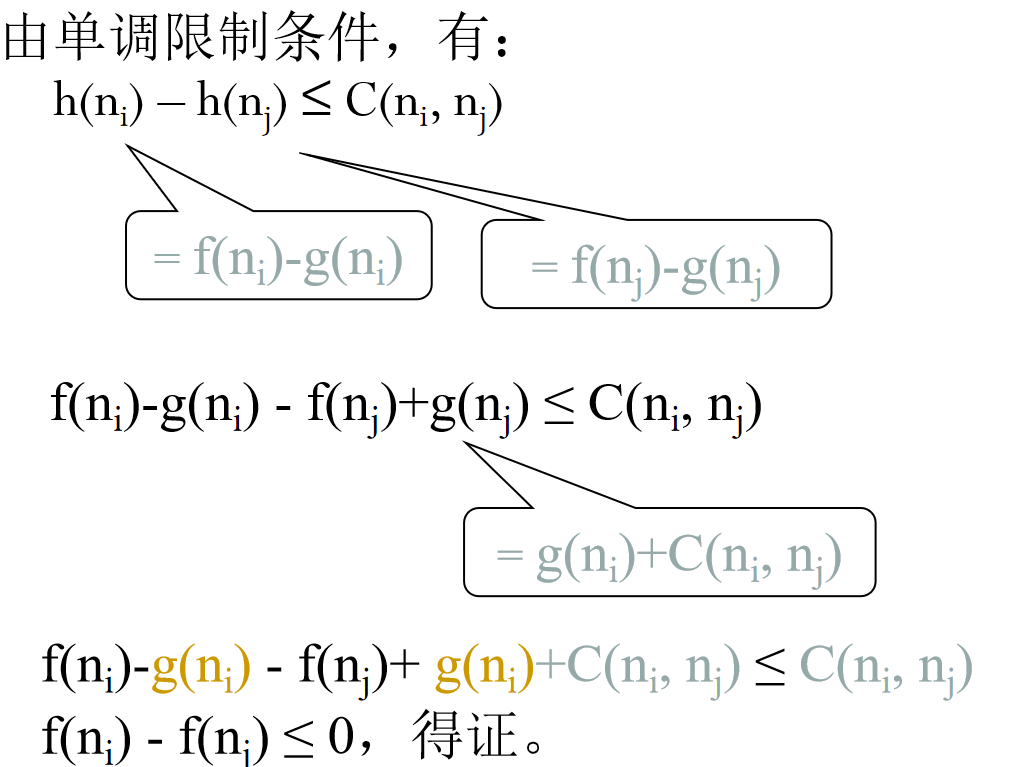 由单调限制条件，有：
h(nᵢ) – h(nⱼ) ≤ C(nᵢ, nⱼ)
= f(nᵢ)-g(nᵢ)
= f(nⱼ)-g(nⱼ)
f(nᵢ)-g(nᵢ) - f(nⱼ)+g(nⱼ) ≤ C(nᵢ, nⱼ)
= g(nᵢ)+C(nᵢ, nⱼ)
f(nᵢ)-g(nᵢ) - f(nⱼ)+ g(nᵢ)+C(nᵢ, nⱼ) ≤ C(nᵢ, nⱼ)
f(nᵢ) - f(nⱼ) ≤ 0，得证。